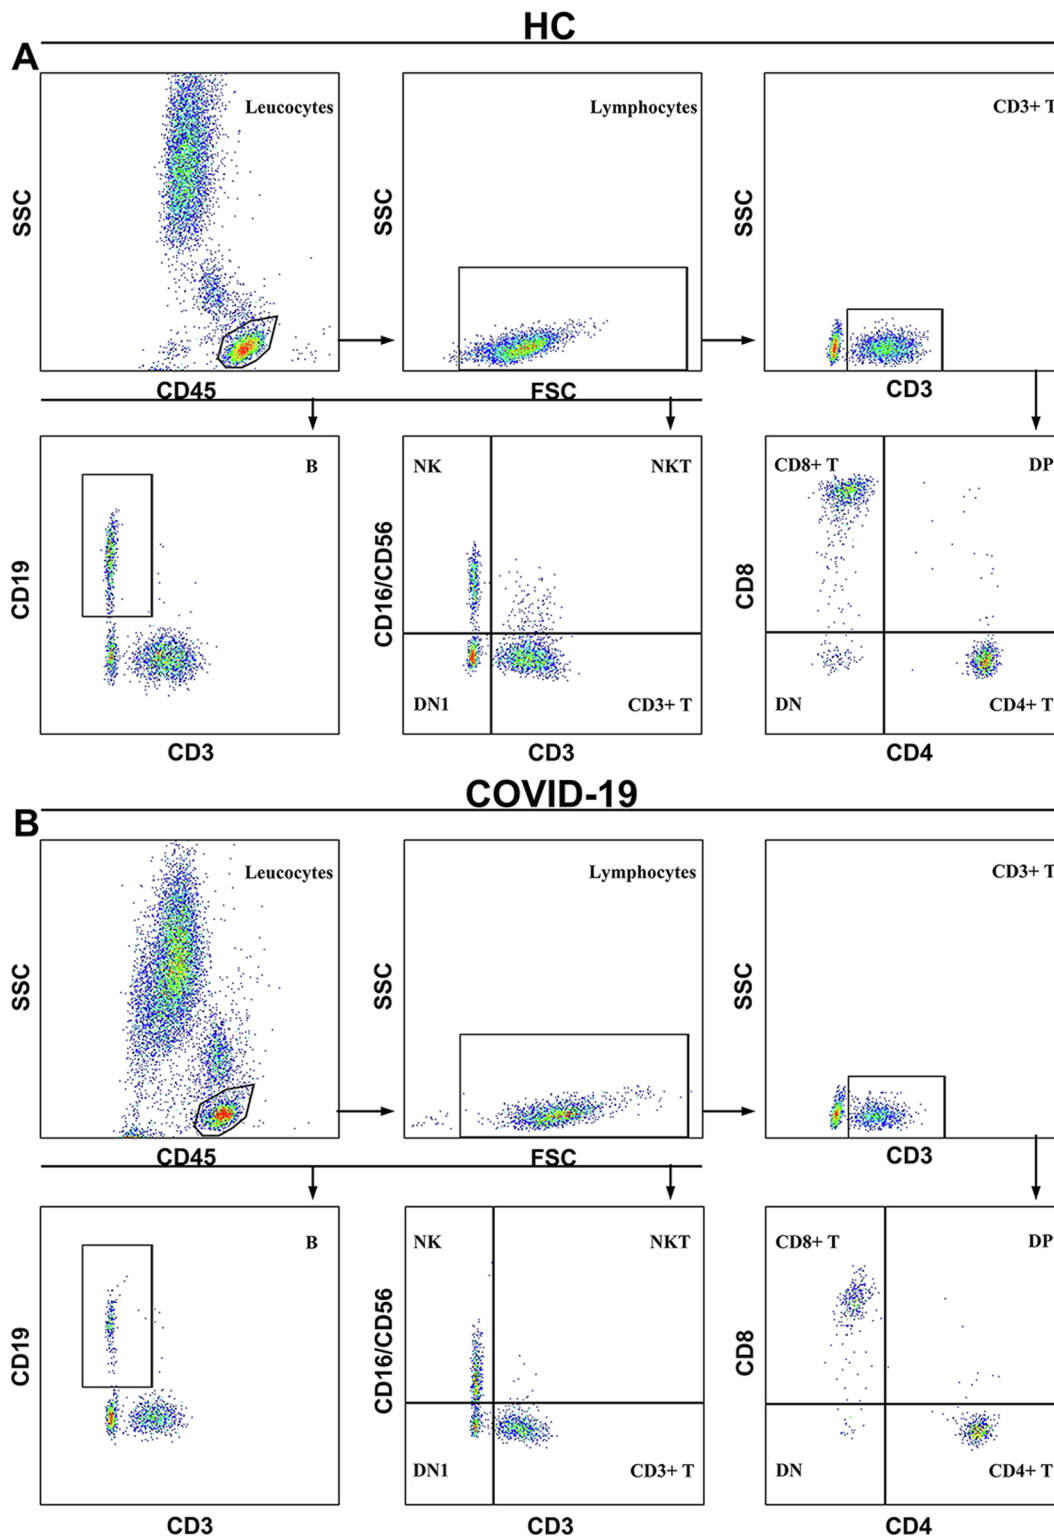 HC
A
Leucocytes
Lymphocytes
CD3+ T
SSC
SSC
SSC
CD45
FSC
CD3
B
NK
NKT
CD8+ T
DP
CD19
CD16/CD56
CD8
DN1
CD3+ T
DN
CD4+ T
CD3
CD3
CD4
COVID-19
B
Leucocytes
Lymphocytes
CD3+ T
SSC
SSC
SSC
CD45
FSC
CD3
B
NK
NKT
CD8+ T
DP
CD19
CD16/CD56
CD8
DN1
CD3+ T
DN
CD4+ T
CD3
CD3
CD4